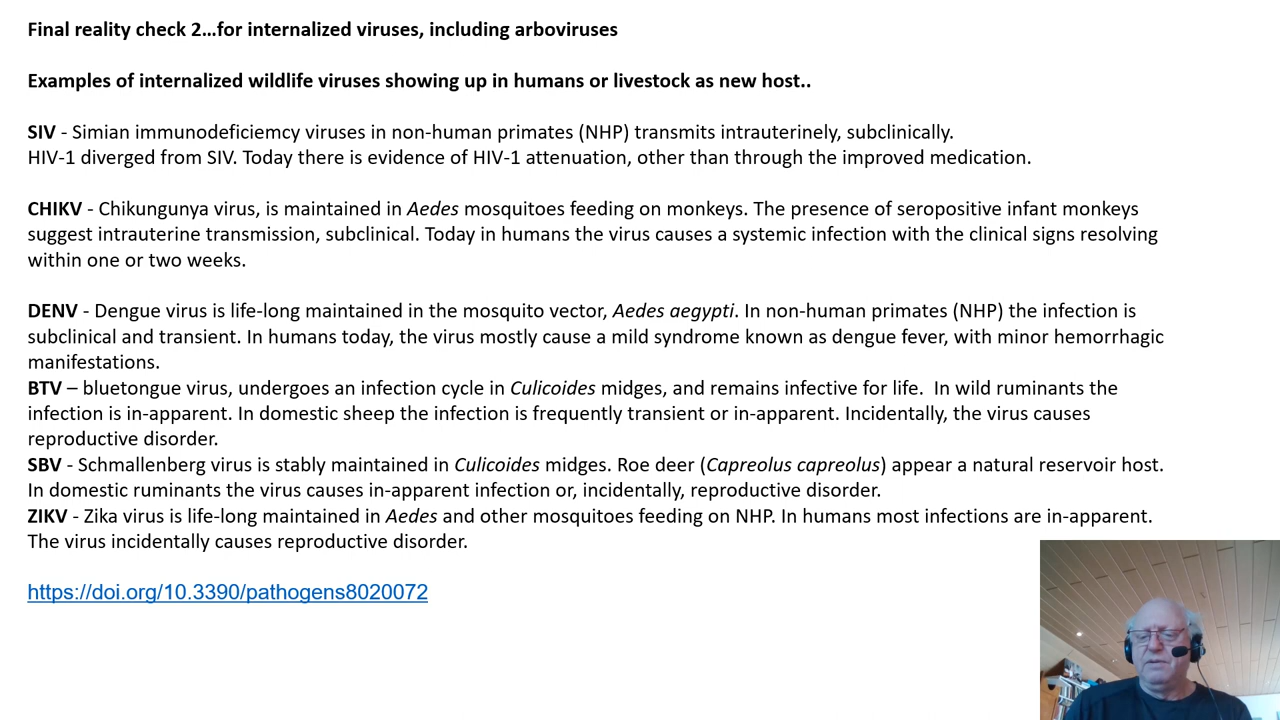 Final reality check 2…for internalized viruses, including arboviruses
Examples of internalized wildlife viruses showing up in humans or livestock as new host..
SIV - Simian immunodeficiemcy viruses in non-human primates (NHP) transmits intrauterinely, subclinically.
HIV-1 diverged from SIV. Today there is evidence of HIV-1 attenuation, other than through the improved medication.
CHIKV - Chikungunya virus, is maintained in Aedes mosquitoes feeding on monkeys. The presence of seropositive infant monkeys
suggest intrauterine transmission, subclinical. Today in humans the virus causes a systemic infection with the clinical signs resolving
within one or two weeks.
DENV - Dengue virus is life-long maintained in the mosquito vector, Aedes aegypti. In non-human primates (NHP) the infection is
subclinical and transient. In humans today, the virus mostly cause a mild syndrome known as dengue fever, with minor hemorrhagic
manifestations.
BTV – bluetongue virus, undergoes an infection cycle in Culicoides midges, and remains infective for life.  In wild ruminants the
infection is in-apparent. In domestic sheep the infection is frequently transient or in-apparent. Incidentally, the virus causes
reproductive disorder.
SBV - Schmallenberg virus is stably maintained in Culicoides midges. Roe deer (Capreolus capreolus) appear a natural reservoir host.
In domestic ruminants the virus causes in-apparent infection or, incidentally, reproductive disorder.
ZIKV - Zika virus is life-long maintained in Aedes and other mosquitoes feeding on NHP. In humans most infections are in-apparent.
The virus incidentally causes reproductive disorder.
https://doi.org/10.3390/pathogens8020072